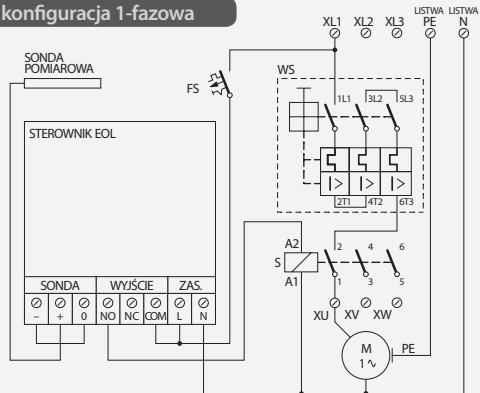 konfiguracja 1-fazowa
XL1 XL2 XL3
LISTWA PE
LISTWA N
SONDA
POMIAROWA
FS
WS
1L1 3L2 5L3
STEROWNIK EOL
I> I> I>
2T1 4T2 6T3
A2
S
A1
2 4 6
1 3 5
SONDA WYJŚCIE ZAS.
– + 0 NO NC COM L N
XU XV XW
M
1∿
PE